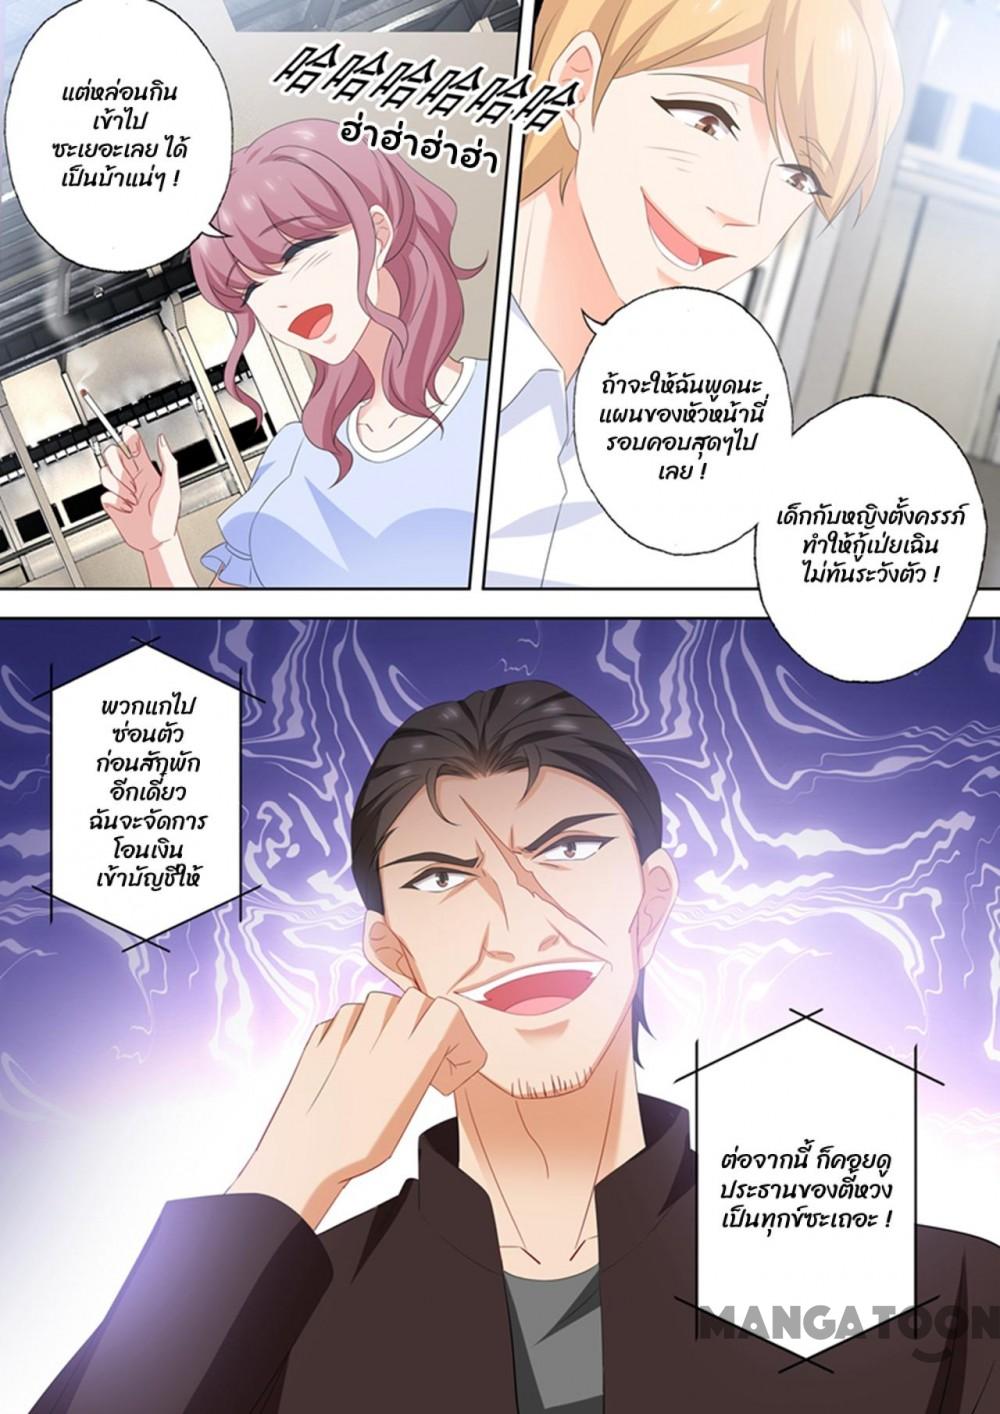 แต่หล่อนกิน
เข้าไป
ซะเยอะเลย ได้
เป็นบ้าแน่ๆ !
哈哈哈哈哈哈
ฮ่าฮ่าฮ่าฮ่า
ถ้าจะให้ฉันพูดนะ
แผนของหัวหน้านี่
รอบคอบสุดๆไป
เลย !
เด็กกับหญิงตั้งครรภ์
ทำให้กู้เป่ยเฉิน
ไม่ทันระวังตัว !
พวกแกไป
ซ่อนตัว
ก่อนสักพัก
อีกเดี๋ยว
ฉันจะจัดการ
โอนเงิน
เข้าบัญชีให้
ต่อจากนี้ ก็คอยดู
ประธานของตี้หวง
เป็นทุกข์ซะเถอะ !
MANGATOON